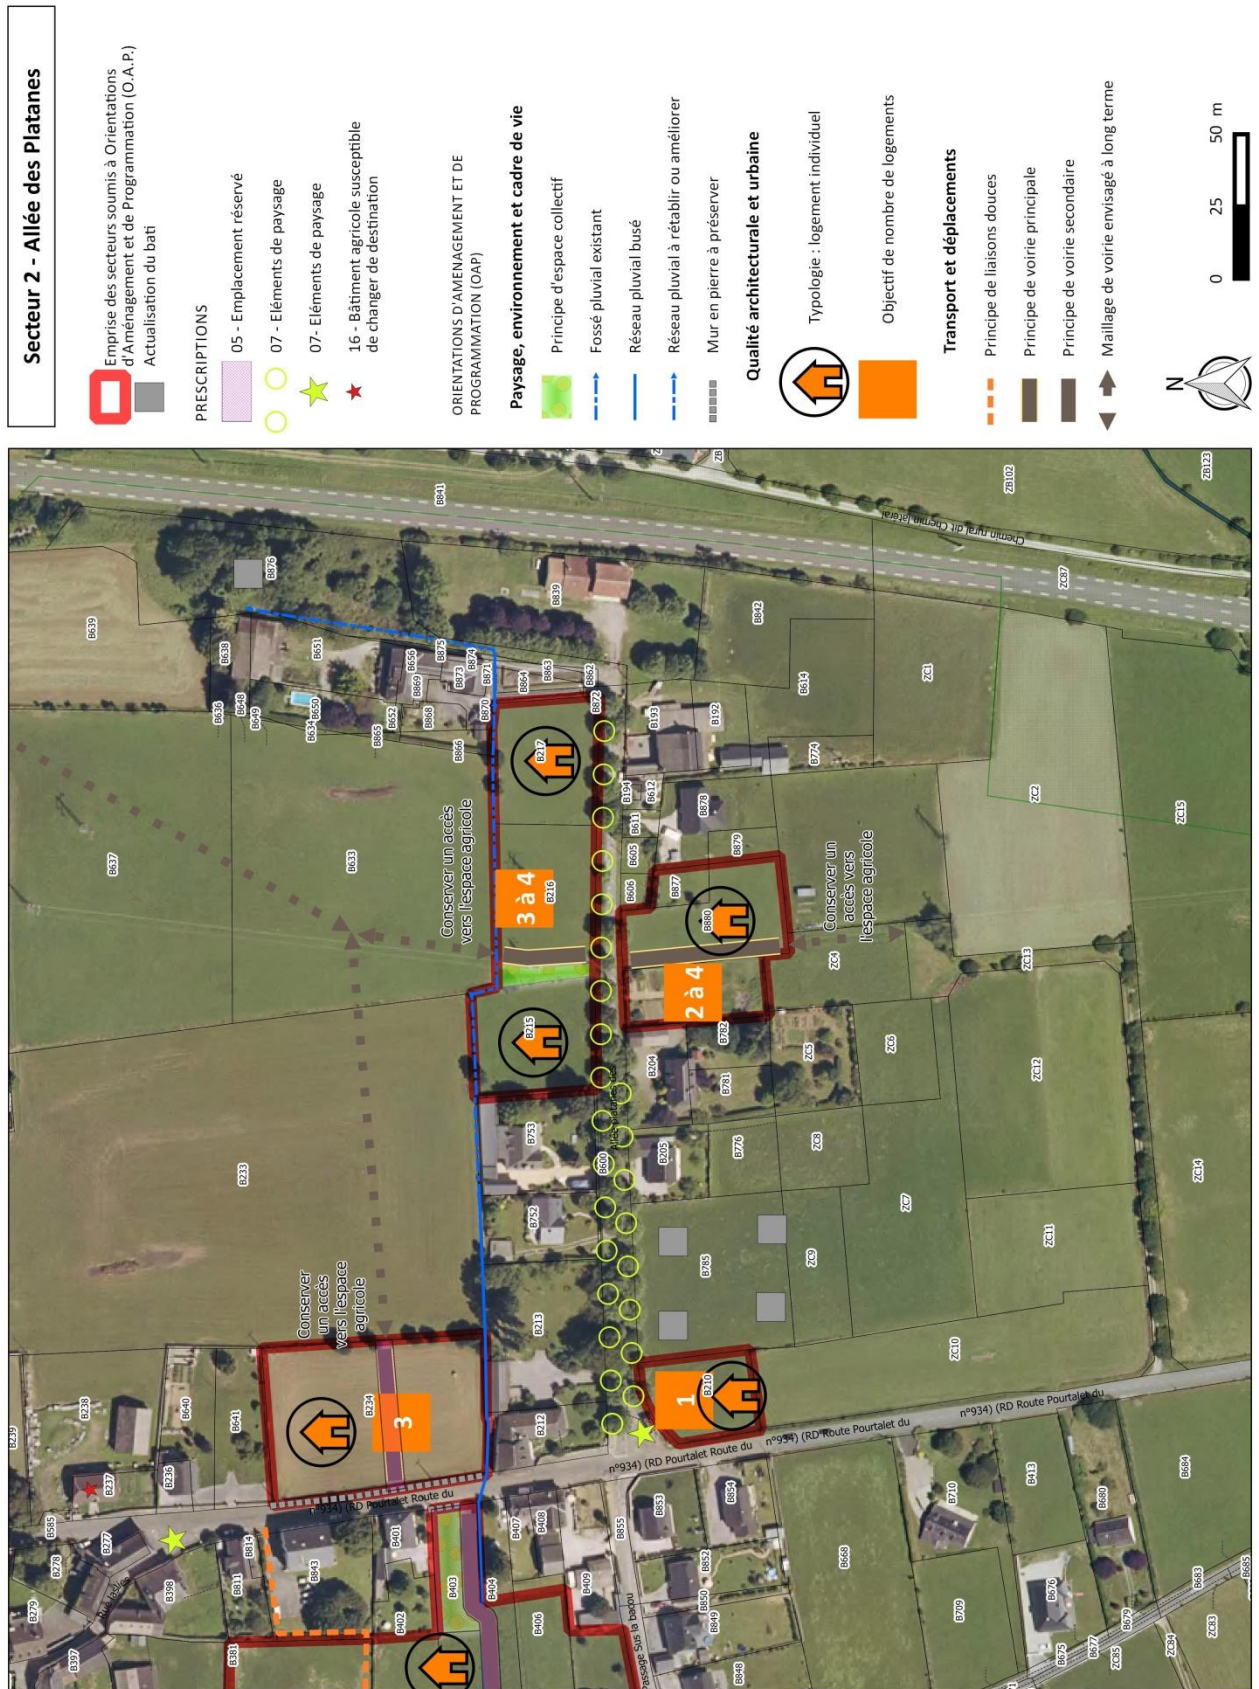 Secteur 2 - Allée des Platanes
Emprise des secteurs soumis à Orientations
d'Aménagement et de Programmation (O.A.P.)
Actualisation du bati
PRESCRIPTIONS
05 - Emplacement réservé
07 - Eléments de paysage
07- Eléments de paysage
16 - Bâtiment agricole susceptible
de changer de destination
ORIENTATIONS D'AMENAGEMENT ET DE
PROGRAMMATION (OAP)
Paysage, environnement et cadre de vie
Principe d'espace collectif
Fossé pluvial existant
Réseau pluvial busé
Réseau pluvial à rétablir ou améliorer
Mur en pierre à préserver
Qualité architecturale et urbaine
Typologie : logement individuel
Objectif de nombre de logements
Transport et déplacements
Principe de liaisons douces
Principe de voirie principale
Principe de voirie secondaire
Maillage de voirie envisagé à long terme
N
0 25 50 m
B239
B238
B640
B641
B237
B236
B585
B278
B277
B279
B398
B397
B814
B811
B843
B381
B401
B402
B403
B404
B234
3
Conserver
un accès
vers l'espace
agricole
B233
B637
B633
B639
B638
B636
B648
B649
B651
B650
B634
B865
B652
B868
B869
B656
B866
B870
B873
B875
B874
B871
B864
B863
B862
B872
B876
B841
B839
B842
Conserver un accès
vers l'espace agricole
3 à 4
B217
B216
B215
B753
B752
B213
B212
B600
B407
B408
B409
B406
B855
B853
B854
B852
B850
B849
B848
Passage Sus la bagou
n°934) (RD Pourtalet Route du
n°934) (RD Pourtalet Route du
n°934) (RD Route Pourtalet du
n°934) (RD Route Pourtalet du
1
B210
B785
B205
B204
B776
B781
B782
2 à 4
B880
B877
B879
B878
B606
B605
B611
B612
B194
B193
B192
B774
B614
Conserver un
accès vers
l'espace agricole
ZC1
ZC2
ZC4
ZC5
ZC6
ZC7
ZC8
ZC9
ZC10
ZC11
ZC12
ZC13
ZC14
ZC15
ZC87
ZB102
ZB123
ZB
Chemin rural dit Chemin latéral
B668
B709
B710
B413
B676
B675
B677
B679
B680
B684
B683
B685
ZC83
ZC84
ZC85